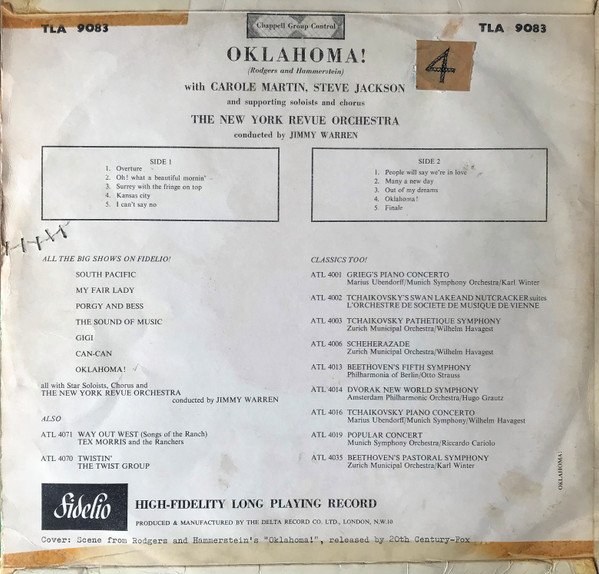 TLA 9083
Chappell Group Control
TLA 9083
OKLAHOMA!
(Rodgers and Hammerstein)
4
with CAROLE MARTIN, STEVE JACKSON
and supporting soloists and chorus
THE NEW YORK REVUE ORCHESTRA
conducted by JIMMY WARREN
SIDE 1
1. Overture
2. Oh! what a beautiful mornin'
3. Surrey with the fringe on top
4. Kansas city
5. I can't say no
SIDE 2
1. People will say we're in love
2. Many a new day
3. Out of my dreams
4. Oklahoma!
5. Finale
ALL THE BIG SHOWS ON FIDELIO!
SOUTH PACIFIC
MY FAIR LADY
PORGY AND BESS
THE SOUND OF MUSIC
GIGI
CAN-CAN
OKLAHOMA!
all with Star Soloists, Chorus and
THE NEW YORK REVUE ORCHESTRA
conducted by JIMMY WARREN
ALSO
ATL 4071 WAY OUT WEST (Songs of the Ranch)
TEX MORRIS and the Ranchers
ATL 4070 TWISTIN'
THE TWIST GROUP
CLASSICS TOO!
ATL 4001 GRIEG'S PIANO CONCERTO
Marius Ubendorff/Munich Symphony Orchestra/Karl Winter
ATL 4002 TCHAIKOVSKY'S SWAN LAKE AND NUTCRACKER suites
L'ORCHESTRE DE SOCIETE DE MUSIQUE DE VIENNE
ATL 4003 TCHAIKOVSKY PATHETIQUE SYMPHONY
Zurich Municipal Orchestra/Wilhelm Havagest
ATL 4006 SCHEHERAZADE
Zurich Municipal Orchestra/Wilhelm Havagest
ATL 4013 BEETHOVEN'S FIFTH SYMPHONY
Philharmonia of Berlin/Otto Strauss
ATL 4014 DVORAK NEW WORLD SYMPHONY
Amsterdam Philharmonic Orchestra/Hugo Grautz
ATL 4016 TCHAIKOVSKY PIANO CONCERTO
Marius Ubendorff/Munich Symphony/Wilhelm Havagest
ATL 4019 POPULAR CONCERT
Munich Symphony Orchestra/Riccardo Cariolo
ATL 4035 BEETHOVEN'S PASTORAL SYMPHONY
Zurich Municipal Orchestra/Karl Winter
OKLAHOMA!
Fidelio
HIGH-FIDELITY LONG PLAYING RECORD
PRODUCED & MANUFACTURED BY THE DELTA RECORD CO. LTD., LONDON, N.W.10
Cover: Scene from Rodgers and Hammerstein's "Oklahoma!", released by 20th Century-Fox